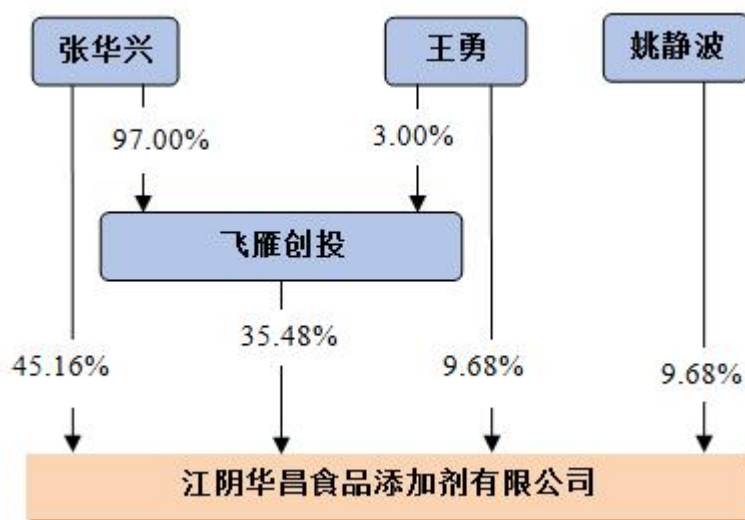 张华兴
王勇
姚静波
97.00%
3.00%
飞雁创投
35.48%
45.16%
9.68%
9.68%
江阴华昌食品添加剂有限公司